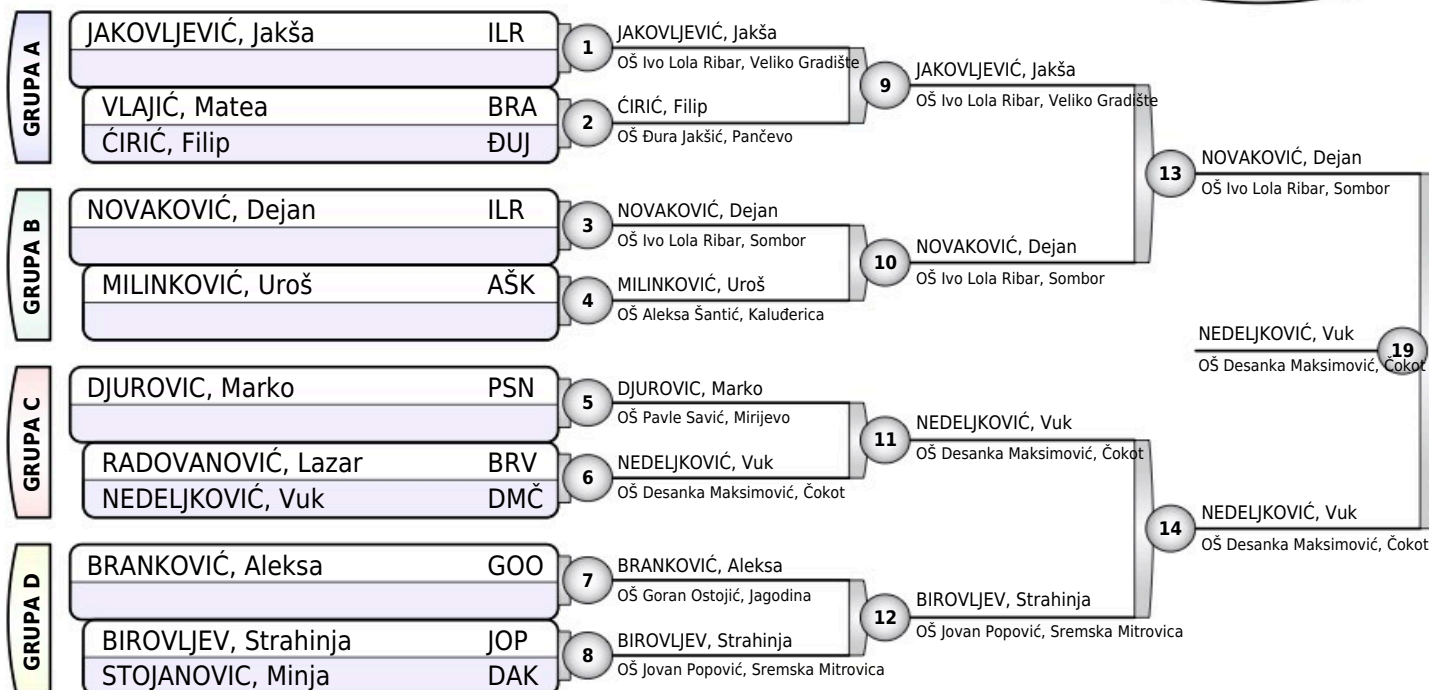 GRUPA A
JAKOVLJEVIĆ, Jakša ILR
VLAJIĆ, Matea BRA
ĆIRIĆ, Filip ĐUJ
GRUPA B
NOVAKOVIĆ, Dejan ILR
MILINKOVIĆ, Uroš AŠK
GRUPA C
DJUROVIC, Marko PSN
RADOVANOVIĆ, Lazar BRV
NEDELJKOVIĆ, Vuk DMČ
GRUPA D
BRANKOVIĆ, Aleksa GOO
BIROVLJEV, Strahinja JOP
STOJANOVIC, Minja DAK
1
JAKOVLJEVIĆ, Jakša
OŠ Ivo Lola Ribar, Veliko Gradište
2
ĆIRIĆ, Filip
OŠ Đura Jakšić, Pančevo
3
NOVAKOVIĆ, Dejan
OŠ Ivo Lola Ribar, Sombor
4
MILINKOVIĆ, Uroš
OŠ Aleksa Šantić, Kaluđerica
5
DJUROVIC, Marko
OŠ Pavle Savić, Mirijevo
6
NEDELJKOVIĆ, Vuk
OŠ Desanka Maksimović, Čokot
7
BRANKOVIĆ, Aleksa
OŠ Goran Ostojić, Jagodina
8
BIROVLJEV, Strahinja
OŠ Jovan Popović, Sremska Mitrovica
9
JAKOVLJEVIĆ, Jakša
OŠ Ivo Lola Ribar, Veliko Gradište
10
NOVAKOVIĆ, Dejan
OŠ Ivo Lola Ribar, Sombor
11
NEDELJKOVIĆ, Vuk
OŠ Desanka Maksimović, Čokot
12
BIROVLJEV, Strahinja
OŠ Jovan Popović, Sremska Mitrovica
13
NOVAKOVIĆ, Dejan
OŠ Ivo Lola Ribar, Sombor
14
NEDELJKOVIĆ, Vuk
OŠ Desanka Maksimović, Čokot
NEDELJKOVIĆ, Vuk
OŠ Desanka Maksimović, Čokot
19